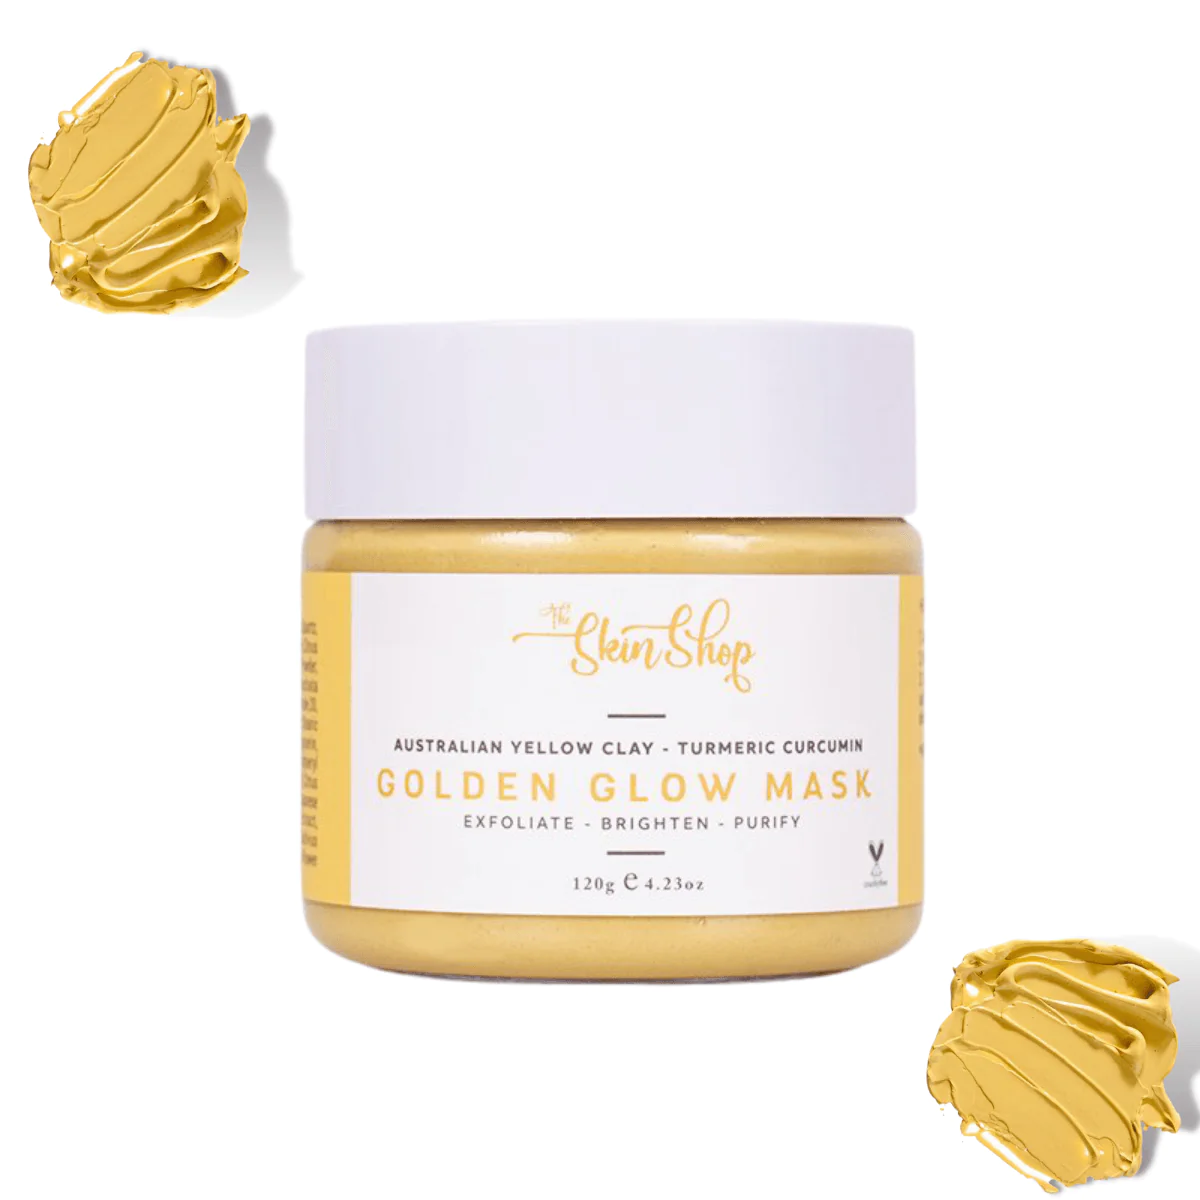 The Skin Shop
AUSTRALIAN YELLOW CLAY - TURMERIC CURCUMIN
GOLDEN GLOW MASK
EXFOLIATE - BRIGHTEN - PURIFY
120g e 4.23oz